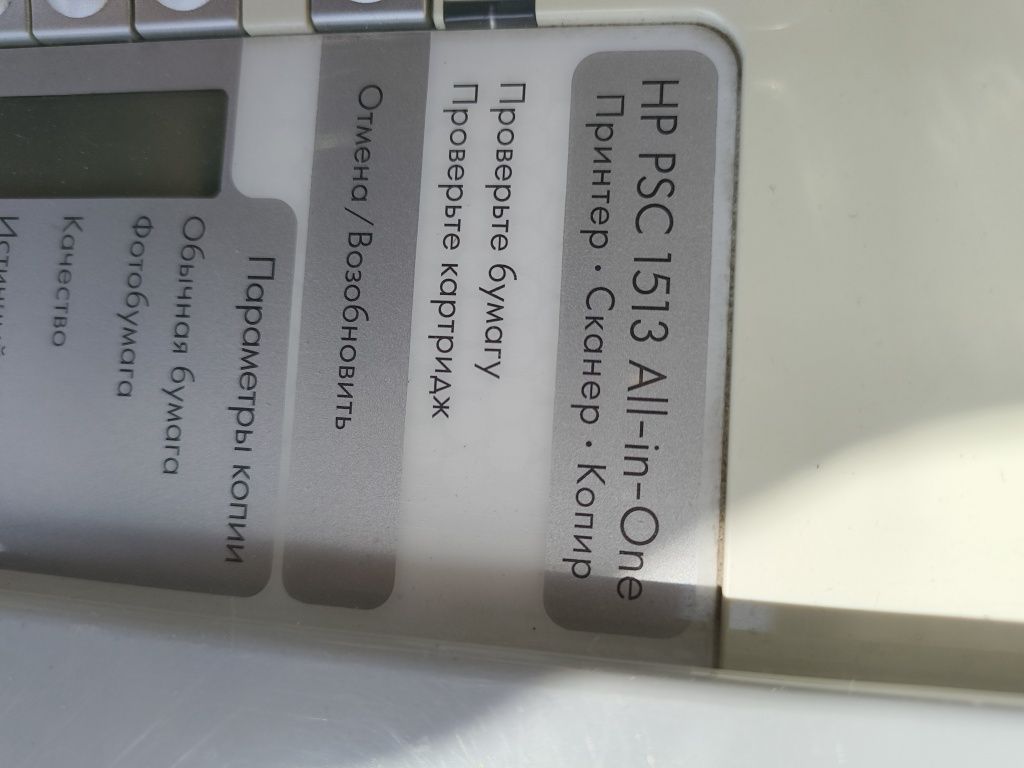 HP PSC 1513 All-in-One
Принтер · Сканер · Копир
Проверьте бумагу
Проверьте картридж
Отмена/Возобновить
Параметры копии
Обычная бумага
Фотобумага
Качество